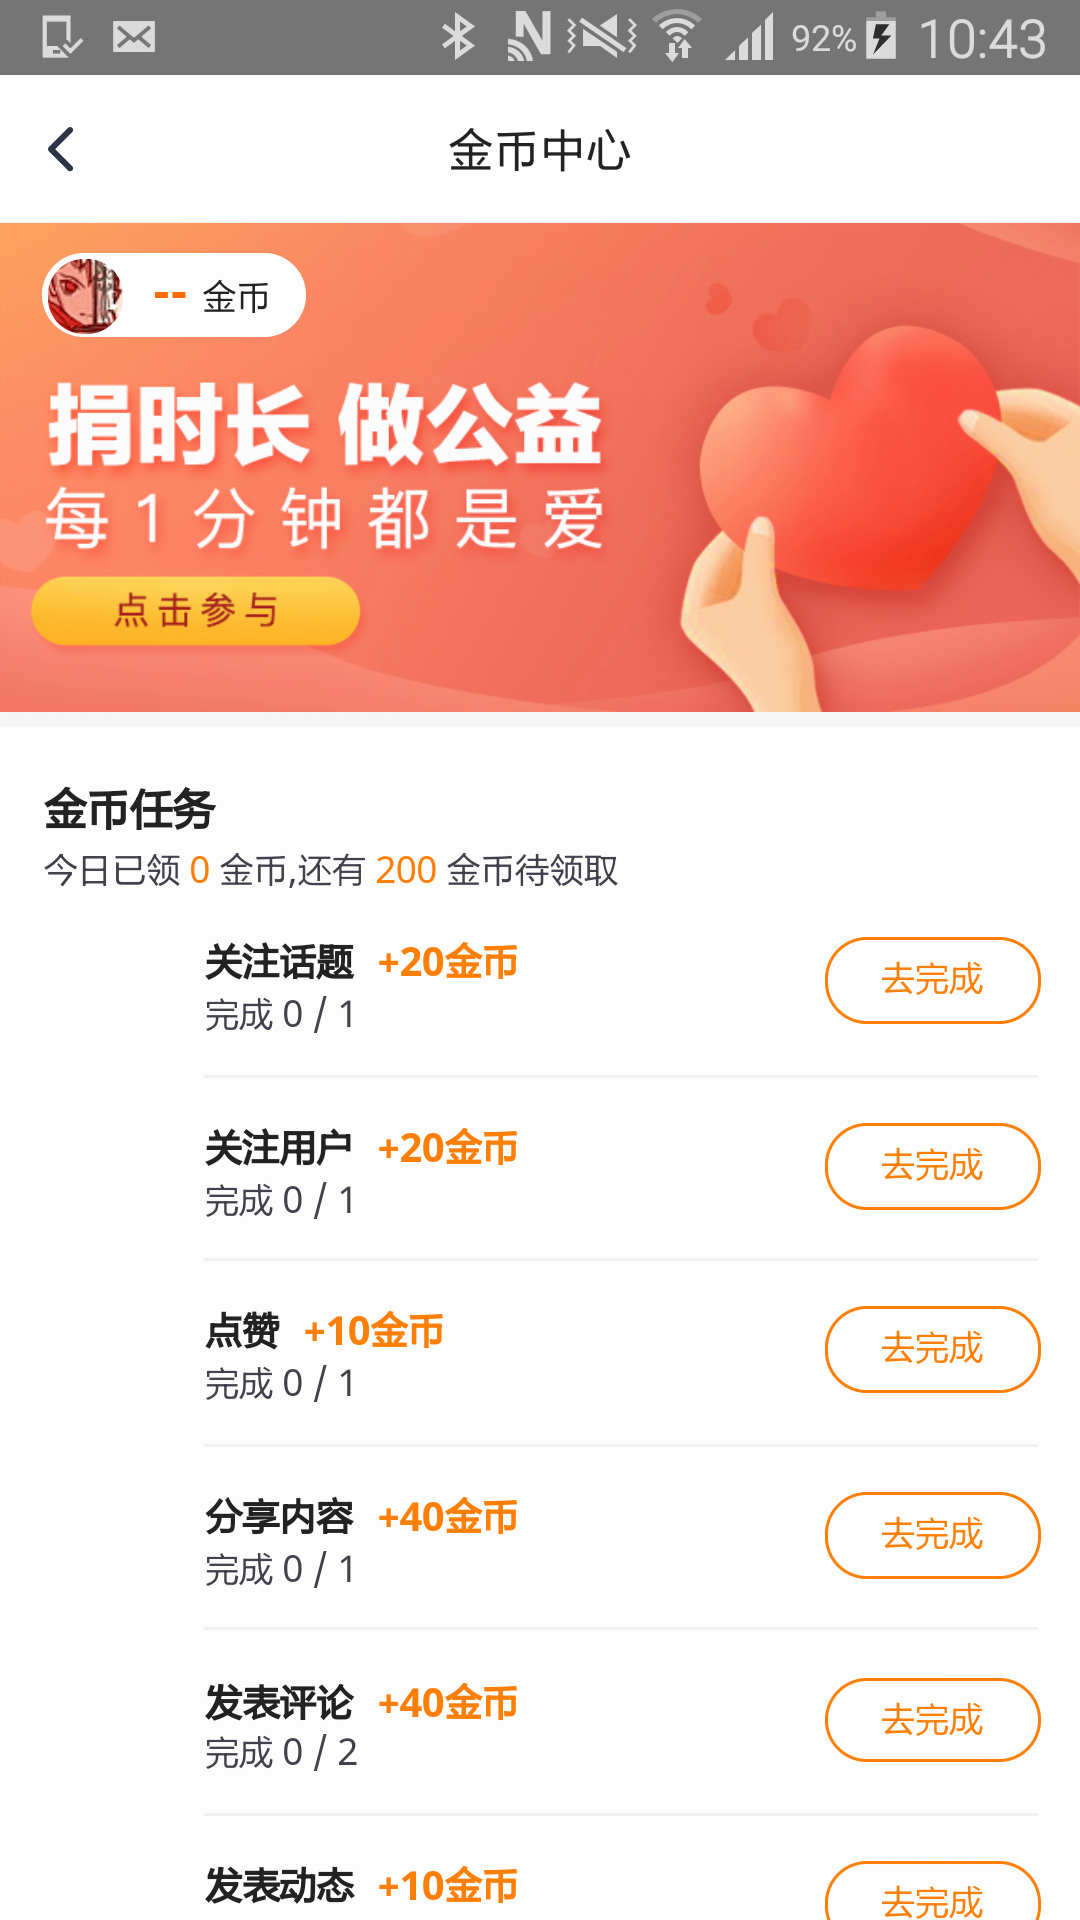 92% 10:43
金币中心
-- 金币
捐时长 做公益
每1分钟都是爱
点击参与
金币任务
今日已领 0 金币,还有 200 金币待领取
关注话题 +20金币
完成 0 / 1
去完成
关注用户 +20金币
完成 0 / 1
去完成
点赞 +10金币
完成 0 / 1
去完成
分享内容 +40金币
完成 0 / 1
去完成
发表评论 +40金币
完成 0 / 2
去完成
发表动态 +10金币
去完成